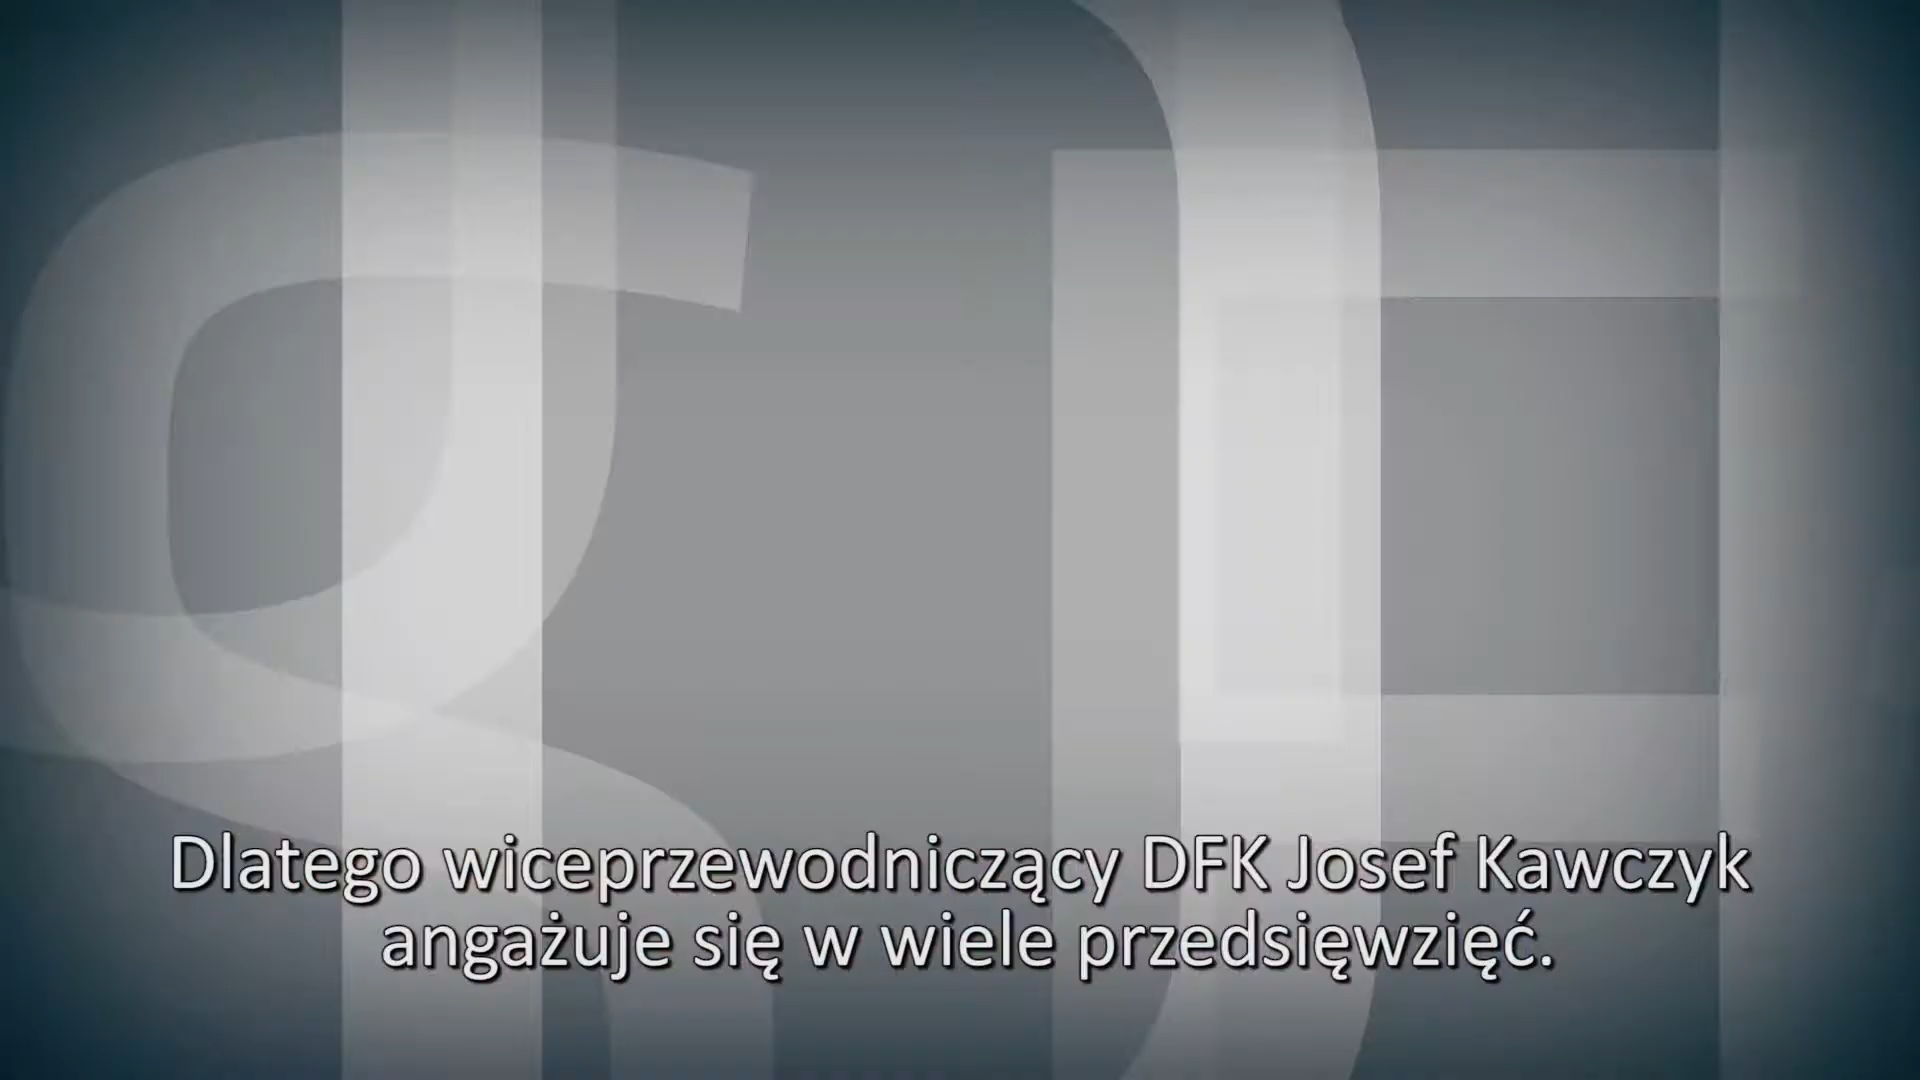 Dlatego wiceprzewodniczący DFK Josef Kawczyk
angażuje się w wiele przedsięwzięć.